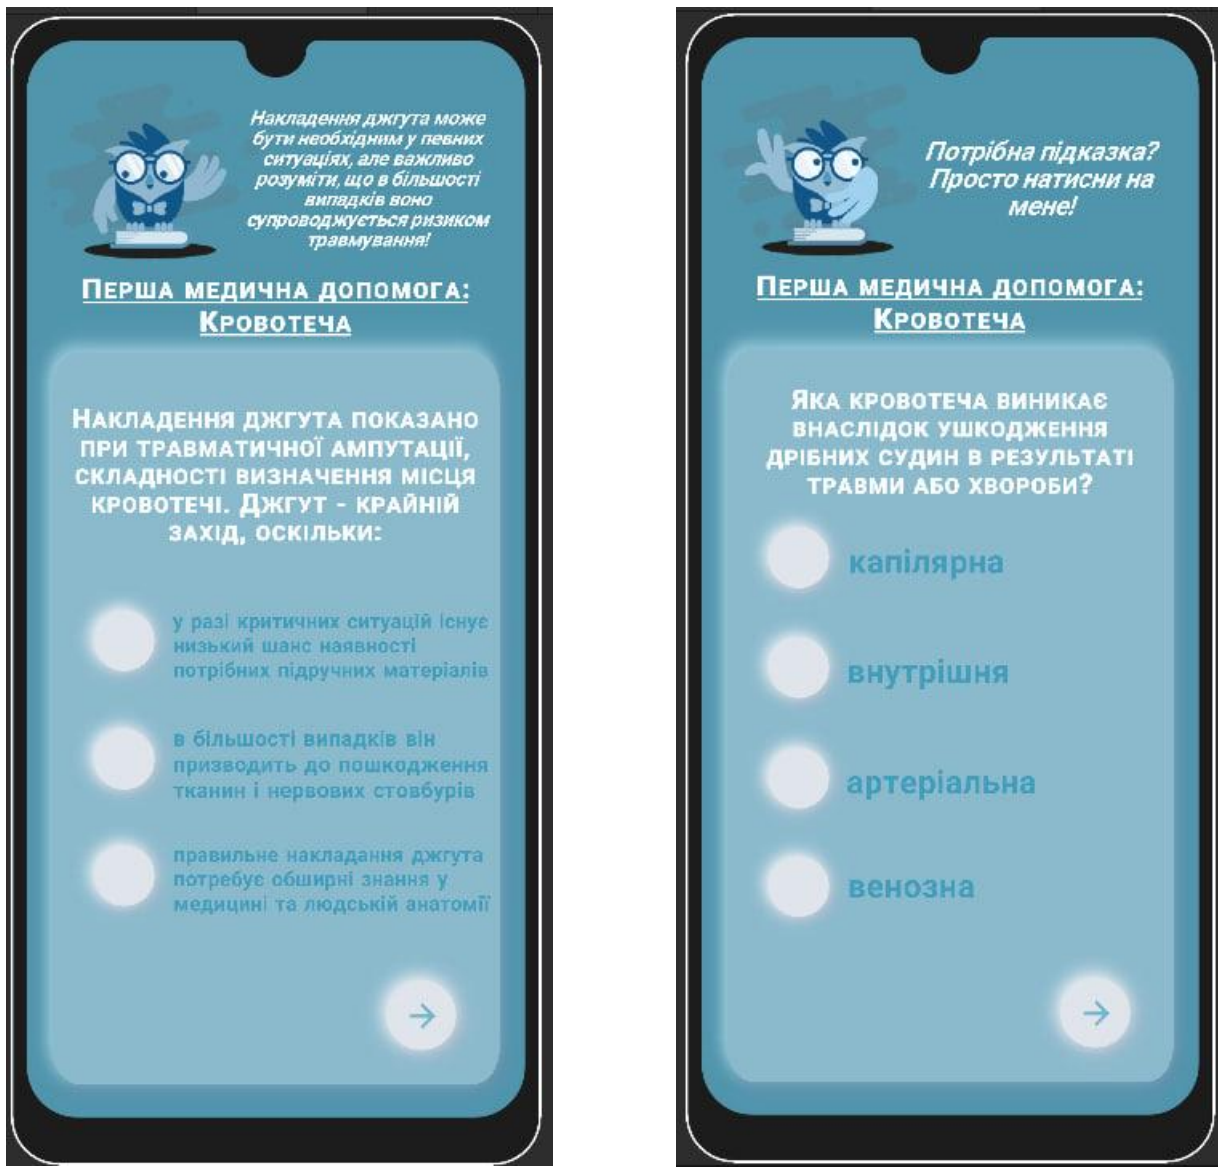 Накладення джгута може
бути необхідним у певних
ситуаціях, але важливо
розуміти, що в більшості
випадків воно
супроводжується ризиком
травмування!
Перша медична допомога:
Кровотеча
Накладення джгута показано
при травматичної ампутації,
складності визначення місця
кровотечі. Джгут - крайній
захід, оскільки:
у разі критичних ситуацій існує
низький шанс наявності
потрібних підручних матеріалів
в більшості випадків він
призводить до пошкодження
тканин і нервових стовбурів
правильне накладання джгута
потребує обширні знання у
медицині та людській анатомії
Потрібна підказка?
Просто натисни на
мене!
Перша медична допомога:
Кровотеча
Яка кровотеча виникає
внаслідок ушкодження
дрібних судин в результаті
травми або хвороби?
капілярна
внутрішня
артеріальна
венозна